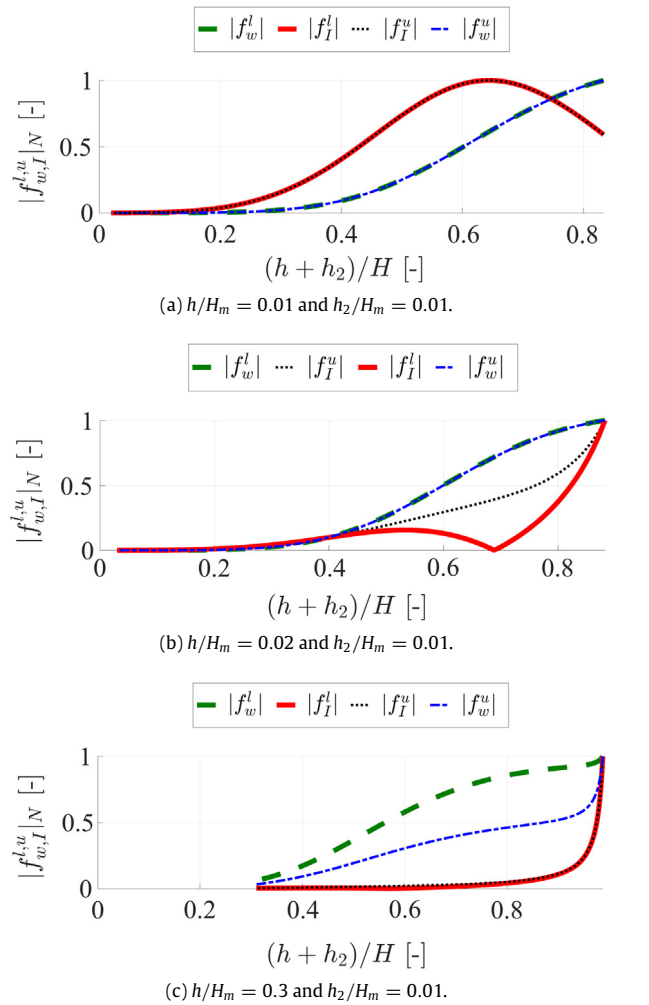 |f_w^l| |f_I^l| |f_I^u| |f_w^u|
1
0.5
0
|f_{w,I}^{l,u}|_N [-]
0 0.2 0.4 0.6 0.8
(h + h_2)/H [-]
(a) h/H_m = 0.01 and h_2/H_m = 0.01.
|f_w^l| |f_I^u| |f_I^l| |f_w^u|
1
0.5
0
|f_{w,I}^{l,u}|_N [-]
0 0.2 0.4 0.6 0.8
(h + h_2)/H [-]
(b) h/H_m = 0.02 and h_2/H_m = 0.01.
|f_w^l| |f_I^l| |f_I^u| |f_w^u|
1
0.5
0
|f_{w,I}^{l,u}|_N [-]
0 0.2 0.4 0.6 0.8
(h + h_2)/H [-]
(c) h/H_m = 0.3 and h_2/H_m = 0.01.